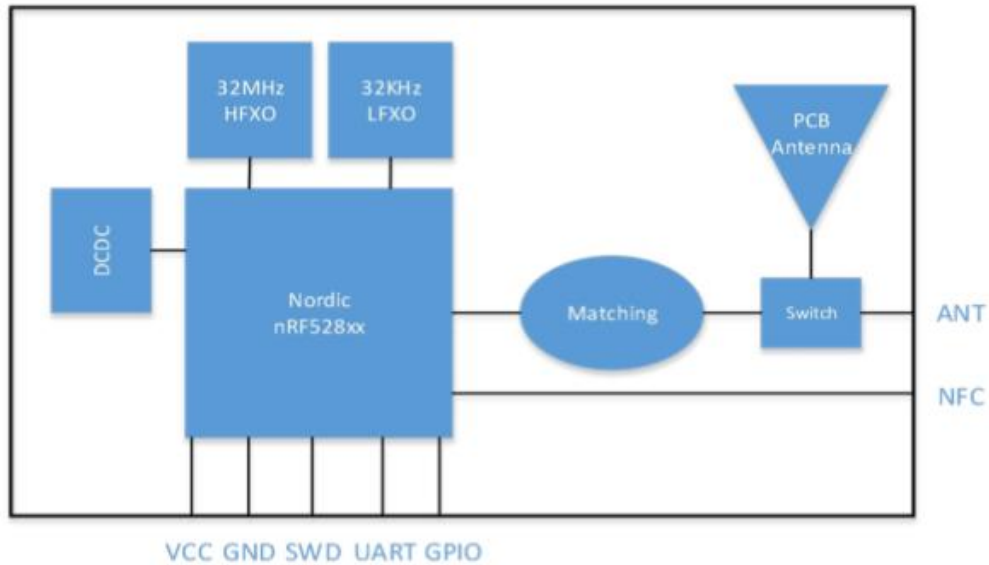 32MHz
HFXO
32KHz
LFXO
PCB
Antenna
DCDC
Nordic
nRF528xx
Matching
Switch
ANT
NFC
VCC GND SWD UART GPIO